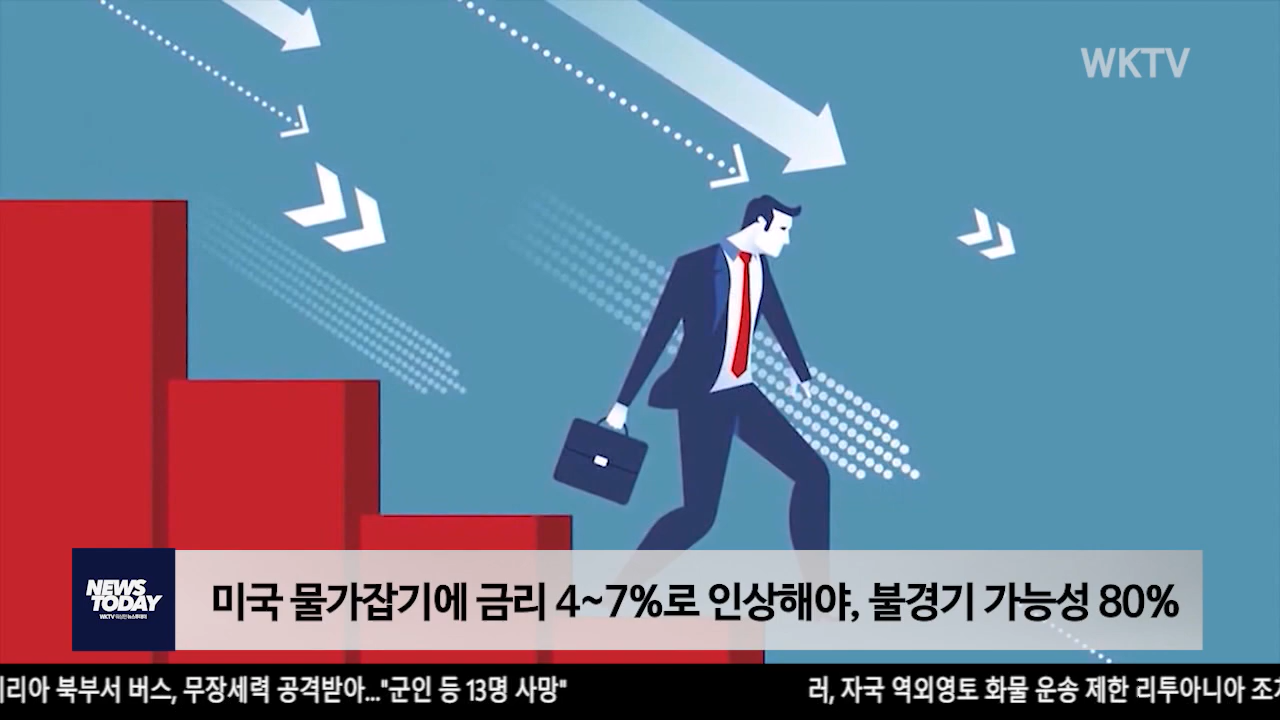 WKTV
NEWS
TODAY
미국 물가잡기에 금리 4~7%로 인상해야, 불경기 가능성 80%
리아 북부서 버스, 무장세력 공격받아..."군인 등 13명 사망"
러, 자국 역외영토 화물 운송 제한 리투아니아